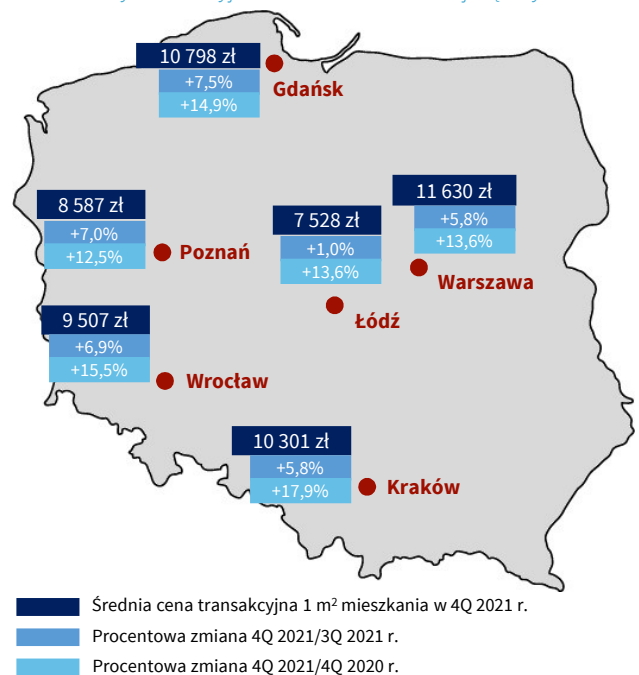 10 798 zł
+7,5%
+14,9%
Gdańsk
8 587 zł
+7,0%
+12,5%
Poznań
7 528 zł
+1,0%
+13,6%
Łódź
11 630 zł
+5,8%
+13,6%
Warszawa
9 507 zł
+6,9%
+15,5%
Wrocław
10 301 zł
+5,8%
+17,9%
Kraków
Średnia cena transakcyjna 1 m² mieszkania w 4Q 2021 r.
Procentowa zmiana 4Q 2021/3Q 2021 r.
Procentowa zmiana 4Q 2021/4Q 2020 r.